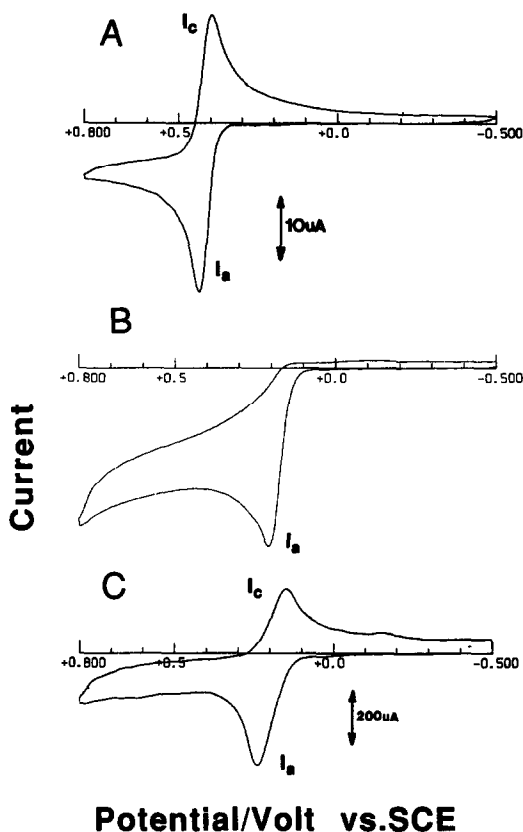 A
Ic
+0.800
+0.5
+0.0
-0.500
10uA
Ia
B
+0.800
+0.5
+0.0
-0.500
Ia
Current
C
Ic
+0.800
+0.5
+0.0
-0.500
200uA
Ia
Potential/Volt vs.SCE